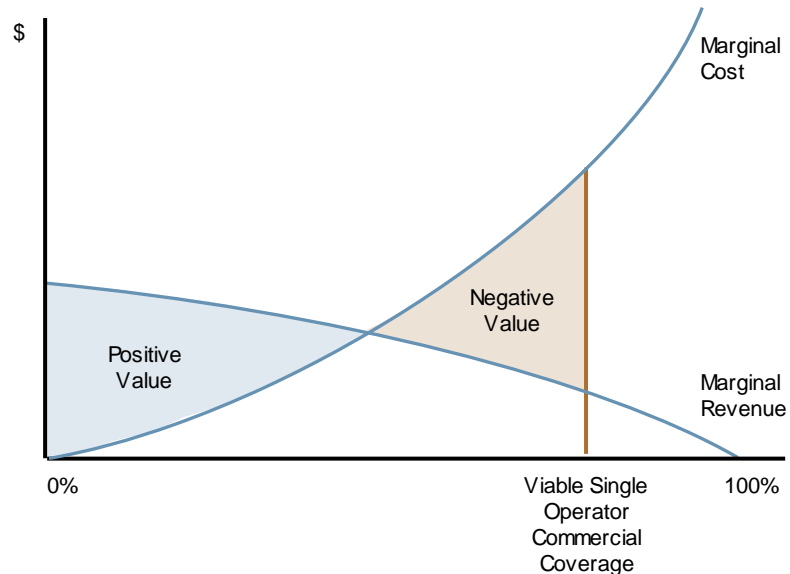 $
Marginal
Cost
Negative
Value
Positive
Value
Marginal
Revenue
0%
Viable Single
Operator
Commercial
Coverage
100%